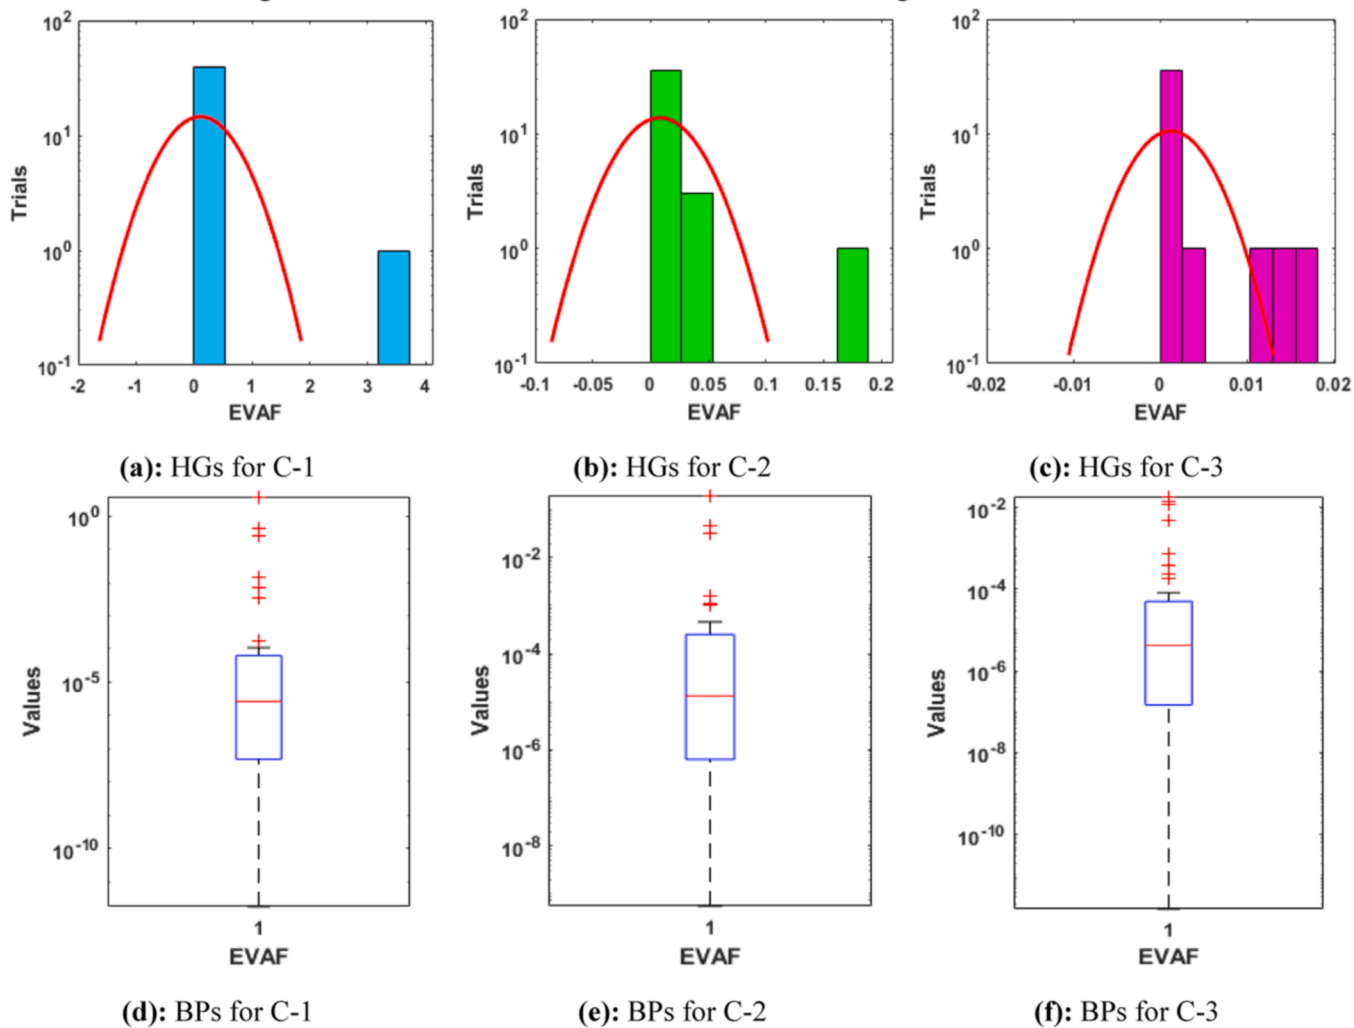 10^2
10^1
10^0
10^-1
Trials
-2 -1 0 1 2 3 4
EVAF
10^2
10^1
10^0
10^-1
Trials
-0.1 -0.05 0 0.05 0.1 0.15 0.2
EVAF
10^2
10^1
10^0
10^-1
Trials
-0.02 -0.01 0 0.01 0.02
EVAF
(a): HGs for C-1
(b): HGs for C-2
(c): HGs for C-3
10^0
10^-5
10^-10
Values
1
EVAF
10^-2
10^-4
10^-6
10^-8
Values
1
EVAF
10^-2
10^-4
10^-6
10^-8
10^-10
Values
1
EVAF
(d): BPs for C-1
(e): BPs for C-2
(f): BPs for C-3